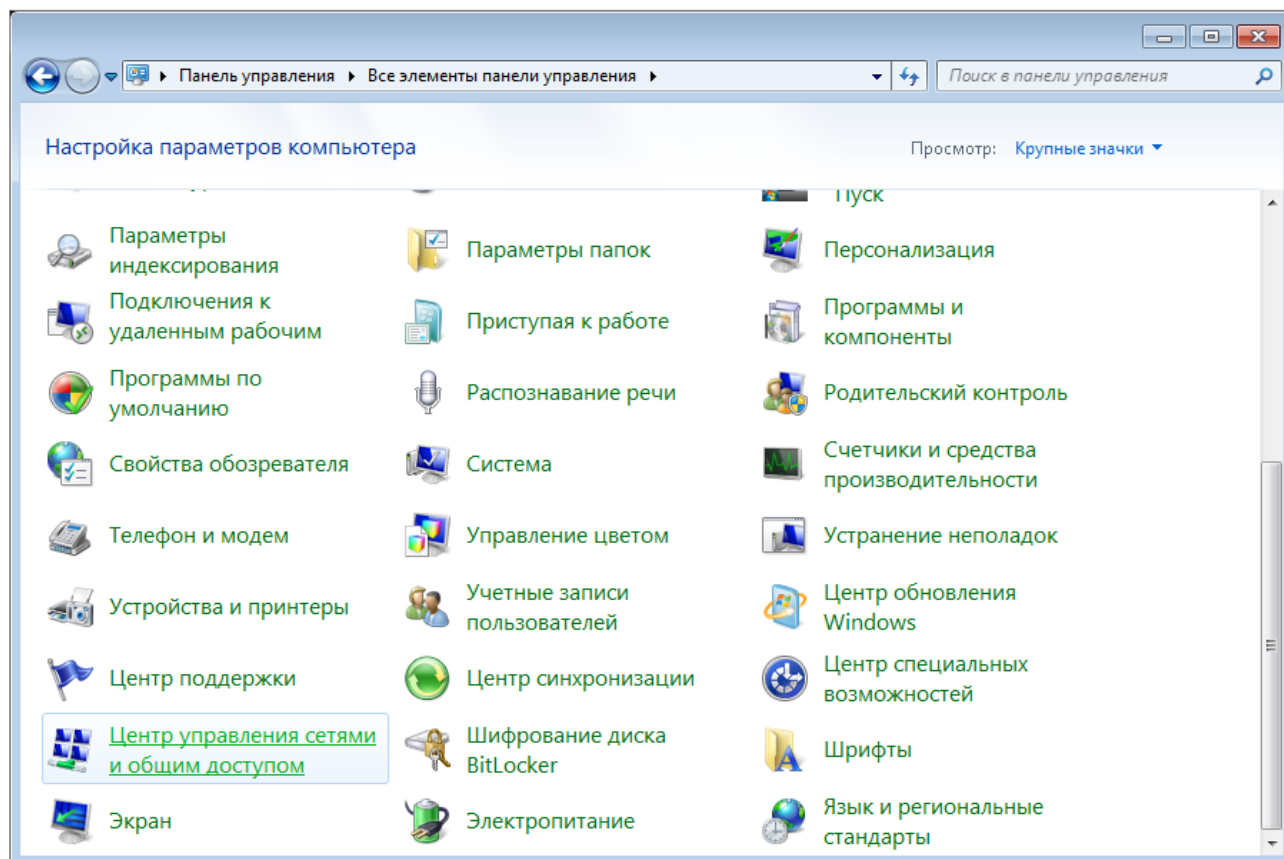 Панель управления ▸ Все элементы панели управления ▸
Поиск в панели управления
Настройка параметров компьютера
Просмотр: Крупные значки
Пуск
Параметры
индексирования
Параметры папок
Персонализация
Подключения к
удаленным рабочим
Приступая к работе
Программы и
компоненты
Программы по
умолчанию
Распознавание речи
Родительский контроль
Свойства обозревателя
Система
Счетчики и средства
производительности
Телефон и модем
Управление цветом
Устранение неполадок
Устройства и принтеры
Учетные записи
пользователей
Центр обновления
Windows
Центр поддержки
Центр синхронизации
Центр специальных
возможностей
Центр управления сетями
и общим доступом
Шифрование диска
BitLocker
Шрифты
Экран
Электропитание
Язык и региональные
стандарты